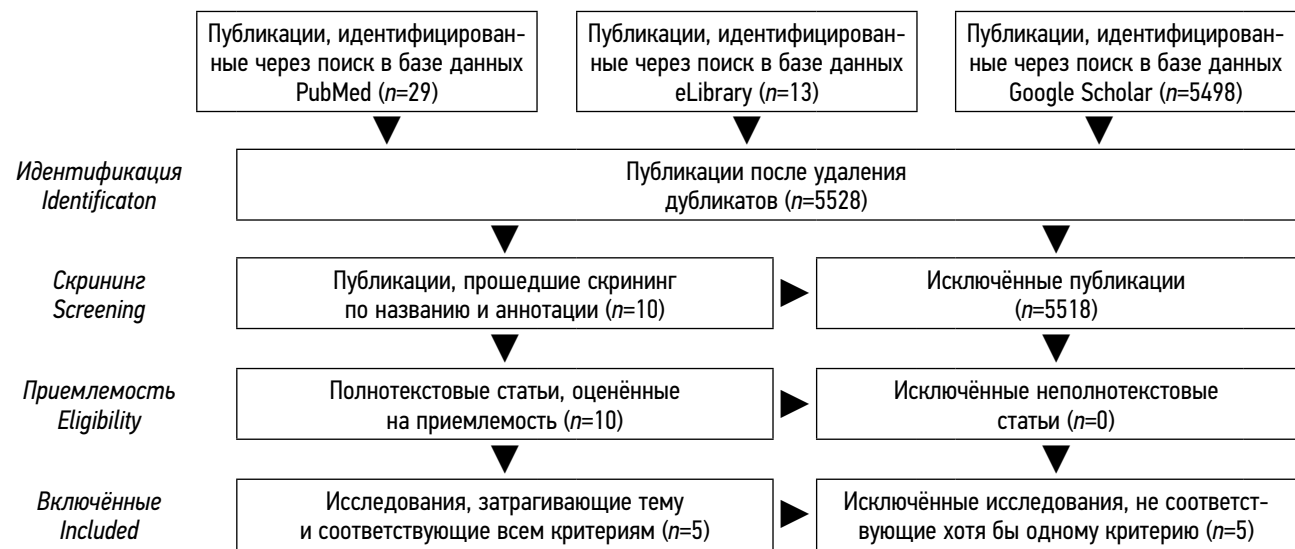 Публикации, идентифицирован-
ные через поиск в базе данных
PubMed (n=29)
Публикации, идентифицирован-
ные через поиск в базе данных
eLibrary (n=13)
Публикации, идентифицирован-
ные через поиск в базе данных
Google Scholar (n=5498)
Идентификация
Identificaton
Публикации после удаления
дубликатов (n=5528)
Скрининг
Screening
Публикации, прошедшие скрининг
по названию и аннотации (n=10)
Исключённые публикации
(n=5518)
Приемлемость
Eligibility
Полнотекстовые статьи, оценённые
на приемлемость (n=10)
Исключённые неполнотекстовые
статьи (n=0)
Включённые
Included
Исследования, затрагивающие тему
и соответствующие всем критериям (n=5)
Исключённые исследования, не соответст-
вующие хотя бы одному критерию (n=5)